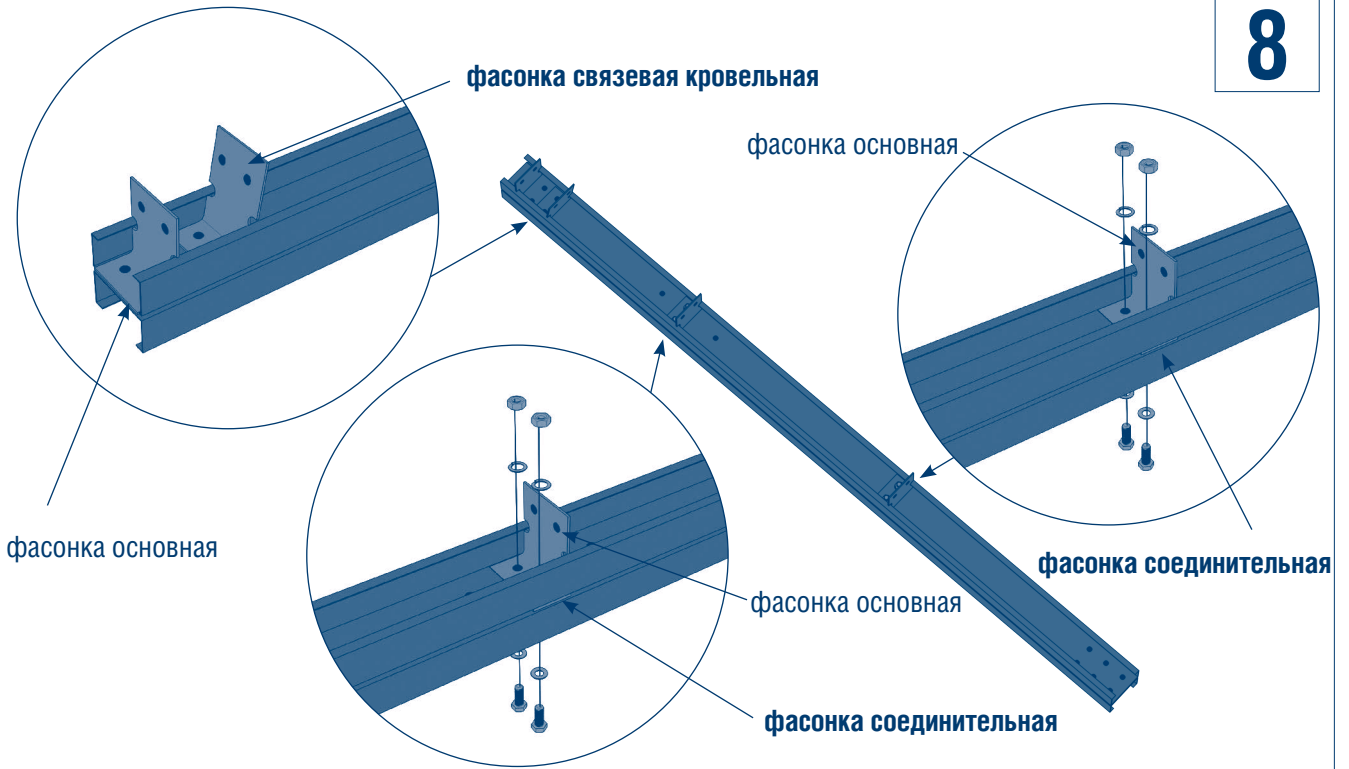 8
фасонка связевая кровельная
фасонка основная
фасонка основная
фасонка соединительная
фасонка основная
фасонка соединительная